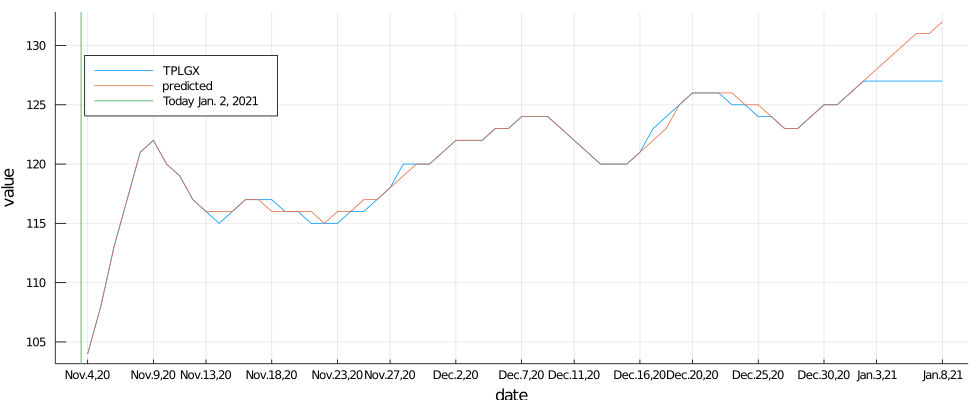 130
125
120
115
110
105
value
TPLGX
predicted
Today Jan. 2, 2021
Nov.4,20 Nov.9,20 Nov.13,20 Nov.18,20 Nov.23,20 Nov.27,20 Dec.2,20 Dec.7,20 Dec.11,20 Dec.16,20 Dec.20,20 Dec.25,20 Dec.30,20 Jan.3,21 Jan.8,21
date